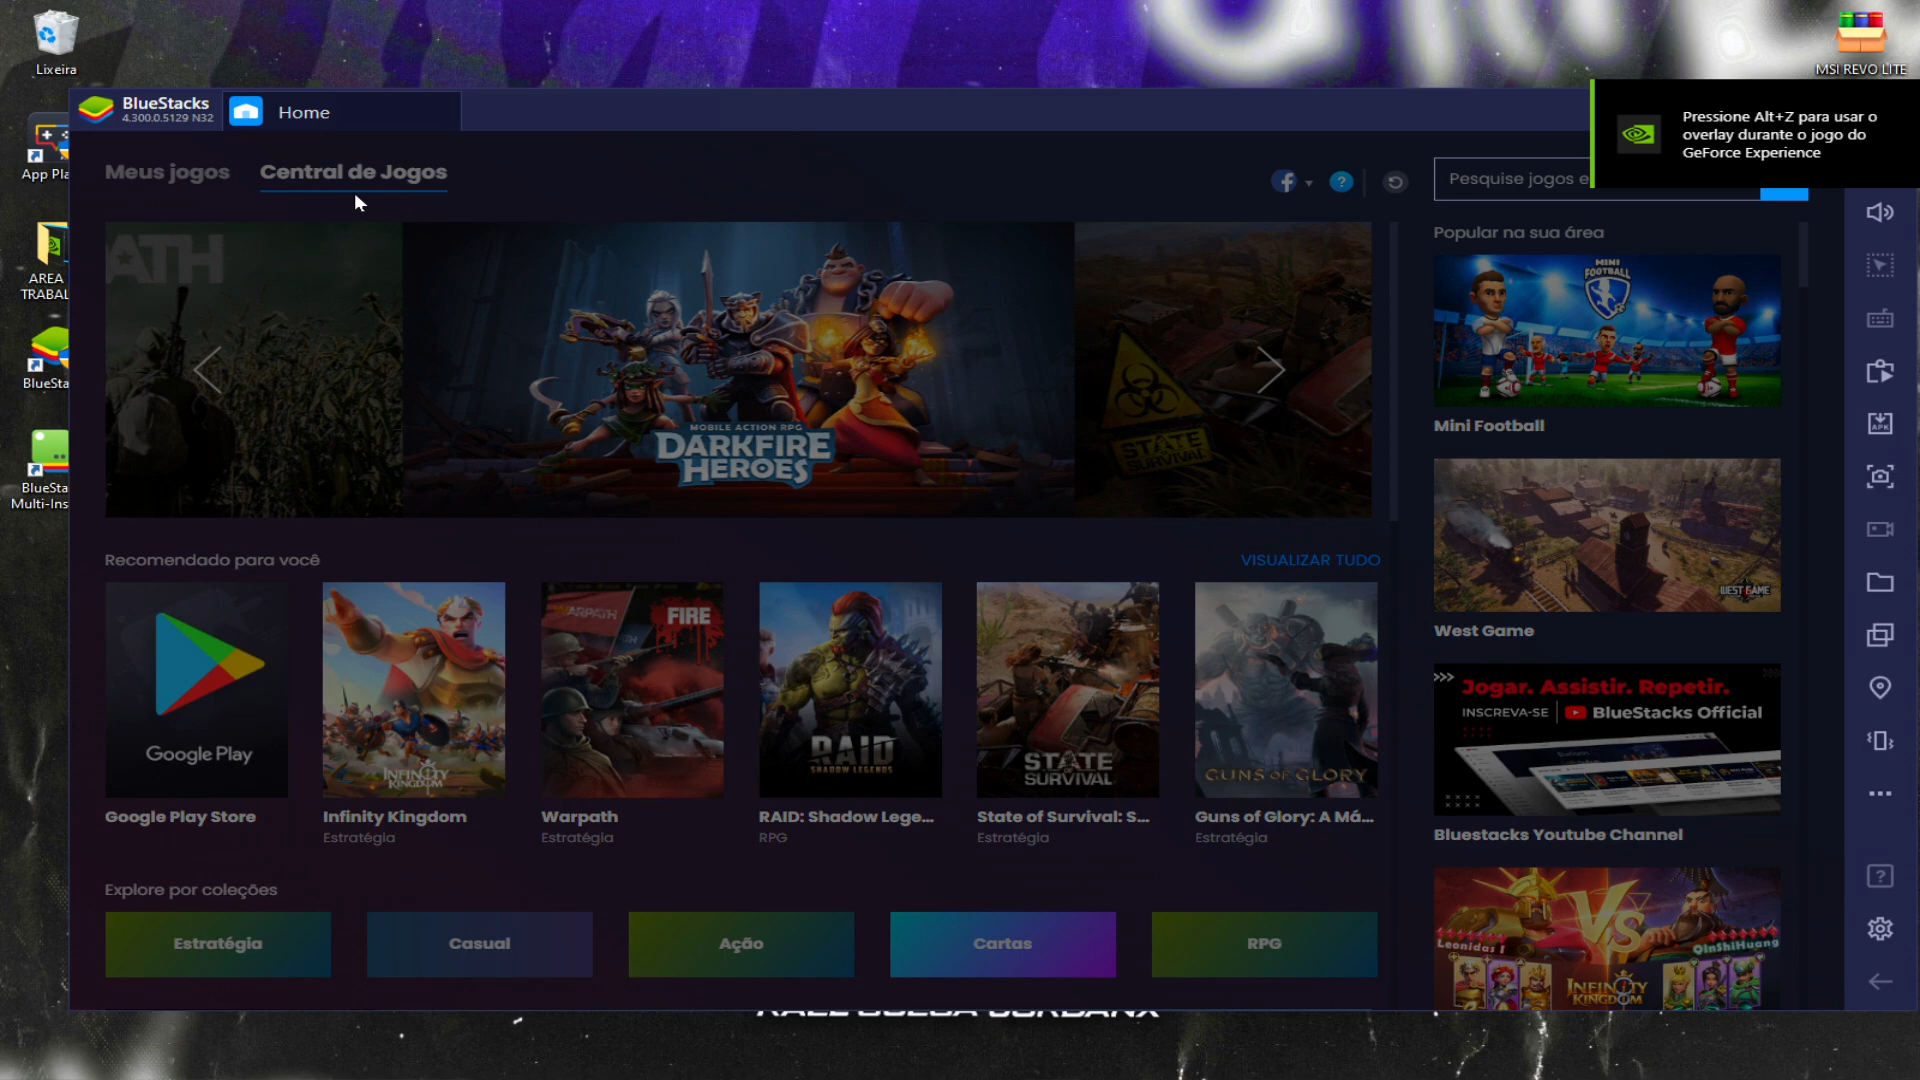 Lixeira
MSI REVO LITE
BlueStacks
4.300.0.5129 N32
Home
Pressione Alt+Z para usar o
overlay durante o jogo do
GeForce Experience
App Pla
Meus jogos
Central de Jogos
Pesquise jogos e
AREA
TRABAL
BlueSta
BlueSta
Multi-Ins
ATH
MOBILE ACTION RPG
DARKFIRE
HEROES
STATE
SURVIVAL
Popular na sua área
MINI
FOOTBALL
Mini Football
WEST GAME
West Game
Jogar. Assistir. Repetir.
INSCREVA-SE | BlueStacks Official
Bluestacks Youtube Channel
VS
Leonidas I
QinShiHuang
INFINITY
KINGDOM
APK
Recomendado para você
VISUALIZAR TUDO
Google Play
INFINITY
KINGDOM
WARPATH
FIRE
RAID
SHADOW LEGENDS
STATE
SURVIVAL
GUNS OF GLORY
Google Play Store
Infinity Kingdom
Estratégia
Warpath
Estratégia
RAID: Shadow Lege...
RPG
State of Survival: S...
Estratégia
Guns of Glory: A Má...
Estratégia
Explore por coleções
Estratégia
Casual
Ação
Cartas
RPG